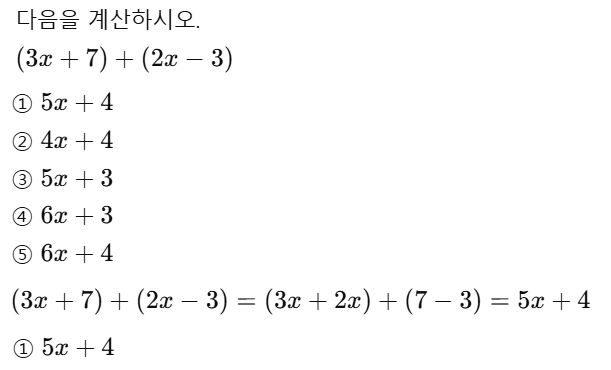 다음을 계산하시오.
(3x + 7) + (2x − 3)
① 5x + 4
② 4x + 4
③ 5x + 3
④ 6x + 3
⑤ 6x + 4
(3x + 7) + (2x − 3) = (3x + 2x) + (7 − 3) = 5x + 4
① 5x + 4